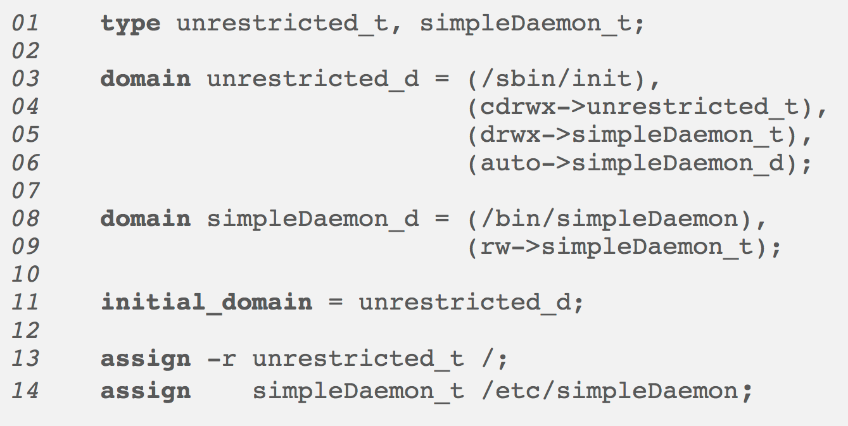 01 type unrestricted_t, simpleDaemon_t;
02
03 domain unrestricted_d = (/sbin/init),
04 (cdrwx->unrestricted_t),
05 (drwx->simpleDaemon_t),
06 (auto->simpleDaemon_d);
07
08 domain simpleDaemon_d = (/bin/simpleDaemon),
09 (rw->simpleDaemon_t);
10
11 initial_domain = unrestricted_d;
12
13 assign -r unrestricted_t /;
14 assign simpleDaemon_t /etc/simpleDaemon;